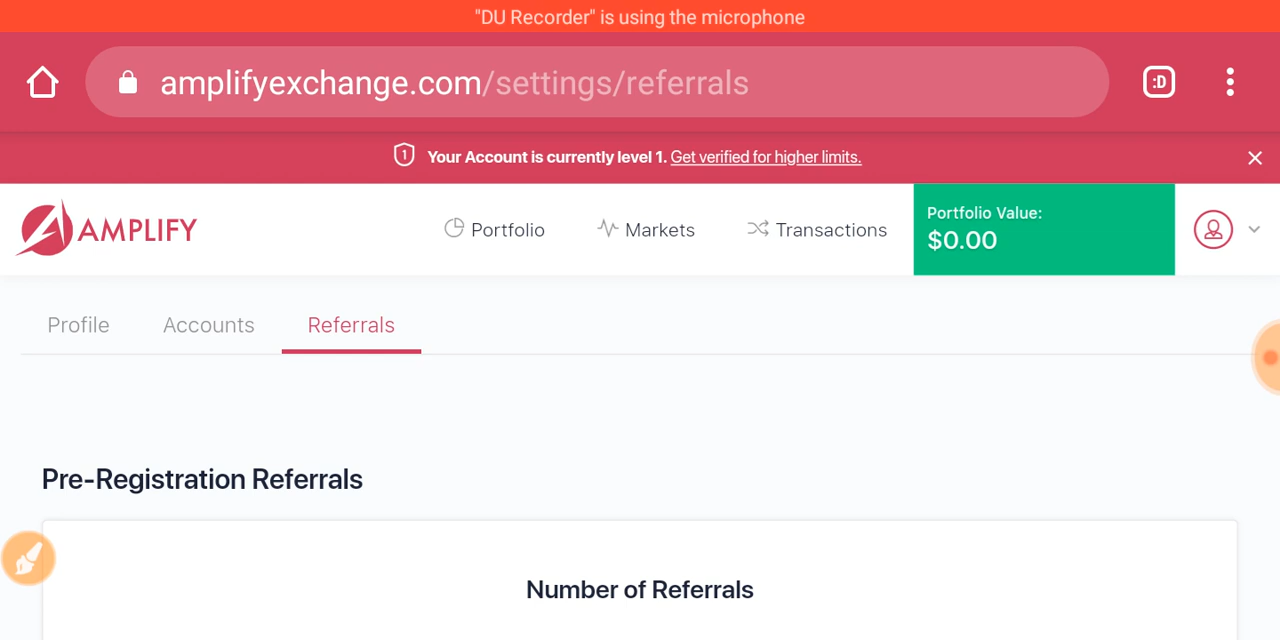 "DU Recorder" is using the microphone
amplifyexchange.com/settings/referrals
:D
1 Your Account is currently level 1. Get verified for higher limits.
AMPLIFY
Portfolio
Markets
Transactions
Portfolio Value:
$0.00
Profile
Accounts
Referrals
Pre-Registration Referrals
Number of Referrals